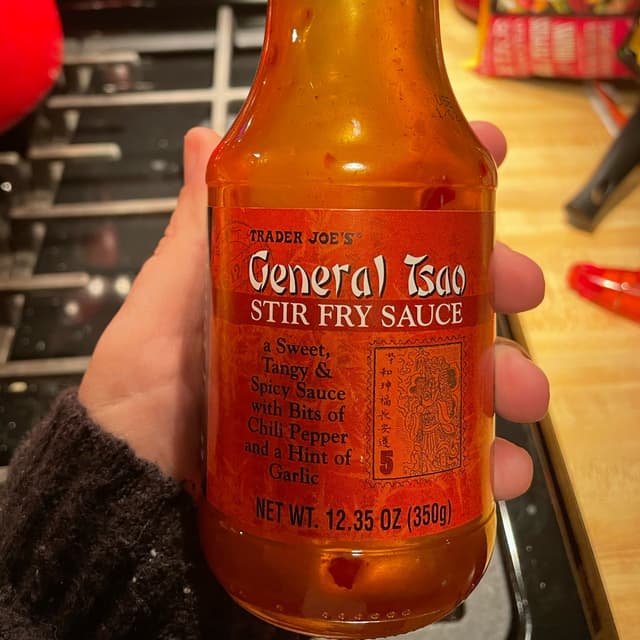 TRADER JOE'S
General Tsao
STIR FRY SAUCE
a Sweet,
Tangy &
Spicy Sauce
with Bits of
Chili Pepper
and a Hint of
Garlic
5
NET WT. 12.35 OZ (350g)